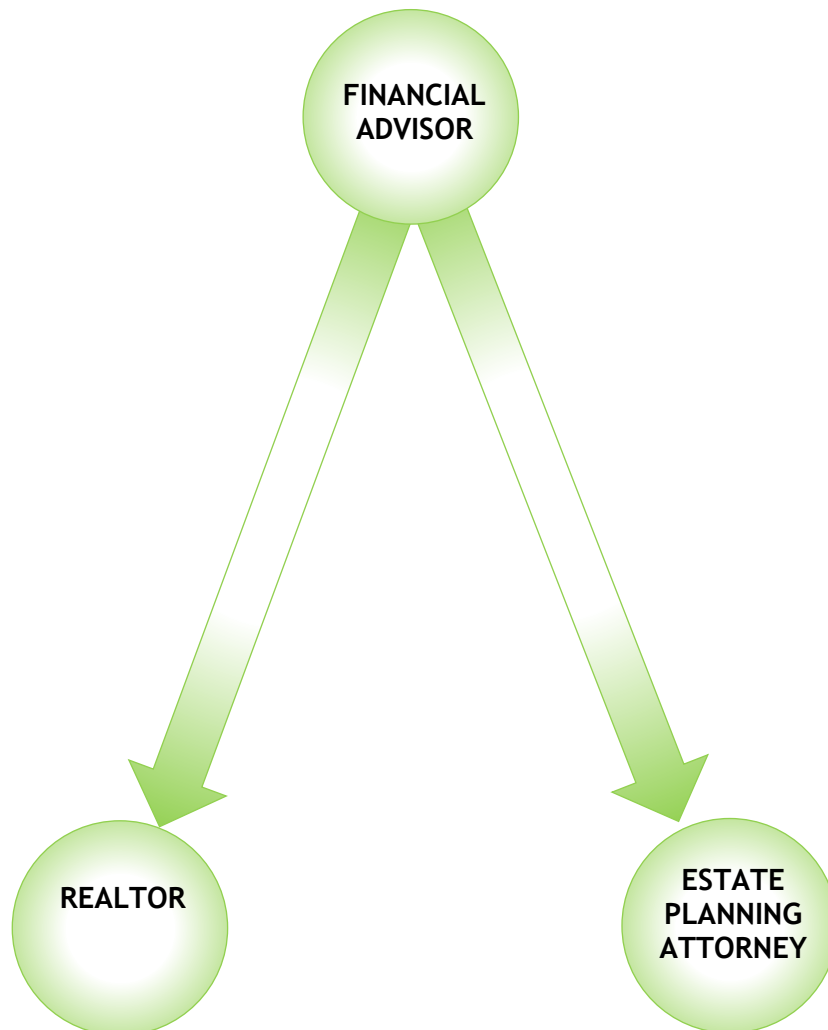 FINANCIAL
ADVISOR
REALTOR
ESTATE
PLANNING
ATTORNEY